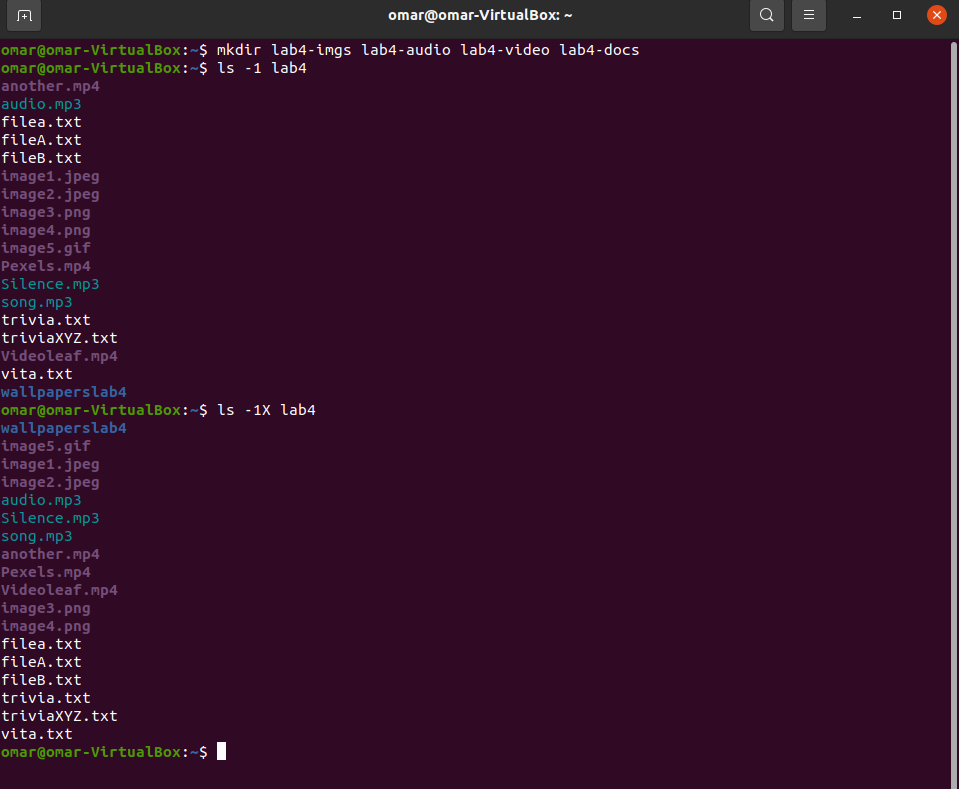 omar@omar-VirtualBox: ~
omar@omar-VirtualBox:~$ mkdir lab4-imgs lab4-audio lab4-video lab4-docs
omar@omar-VirtualBox:~$ ls -1 lab4
another.mp4
audio.mp3
filea.txt
fileA.txt
fileB.txt
image1.jpeg
image2.jpeg
image3.png
image4.png
image5.gif
Pexels.mp4
Silence.mp3
song.mp3
trivia.txt
triviaXYZ.txt
Videoleaf.mp4
vita.txt
wallpaperslab4
omar@omar-VirtualBox:~$ ls -1X lab4
wallpaperslab4
image5.gif
image1.jpeg
image2.jpeg
audio.mp3
Silence.mp3
song.mp3
another.mp4
Pexels.mp4
Videoleaf.mp4
image3.png
image4.png
filea.txt
fileA.txt
fileB.txt
trivia.txt
triviaXYZ.txt
vita.txt
omar@omar-VirtualBox:~$